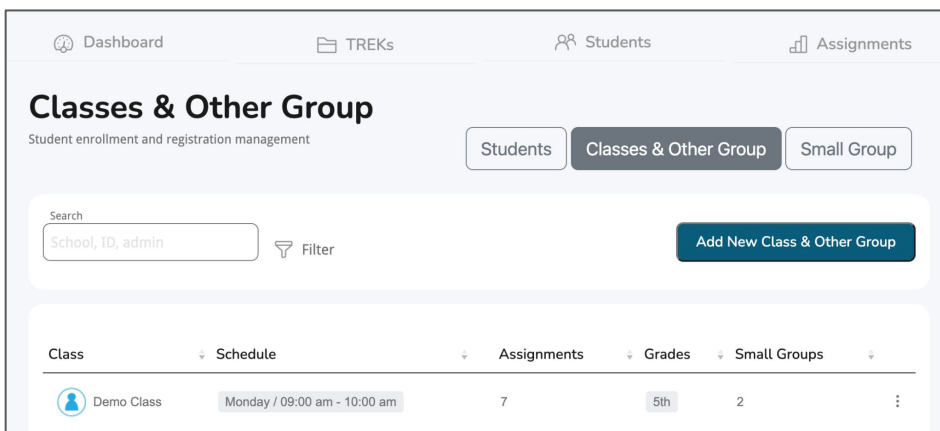 Dashboard TREKs Students Assignments
Classes & Other Group
Student enrollment and registration management
Students Classes & Other Group Small Group
Search
School, ID, admin
Filter
Add New Class & Other Group
Class Schedule Assignments Grades Small Groups
Demo Class Monday / 09:00 am - 10:00 am 7 5th 2